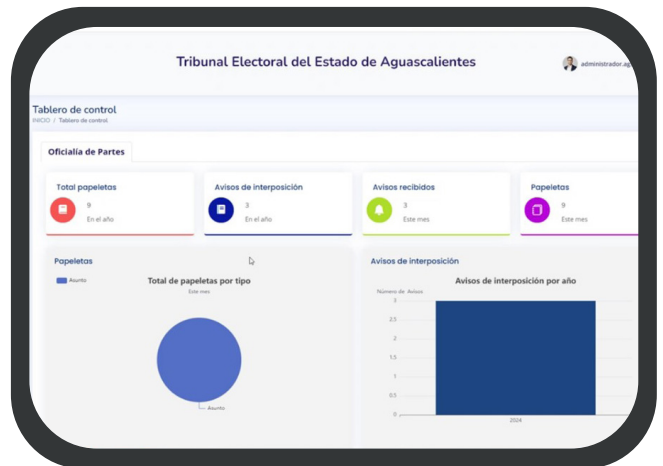 Tribunal Electoral del Estado de Aguascalientes
administrador.ag
Tablero de control
INICIO / Tablero de control
Oficialía de Partes
Total papeletas
9
En el año
Avisos de interposición
3
En el año
Avisos recibidos
3
Este mes
Papeletas
9
Este mes
Papeletas
Asunto
Total de papeletas por tipo
Este mes
Asunto
Avisos de interposición
Avisos de interposición por año
Número de Avisos
3
2.5
2
1.5
1
0.5
0
2024